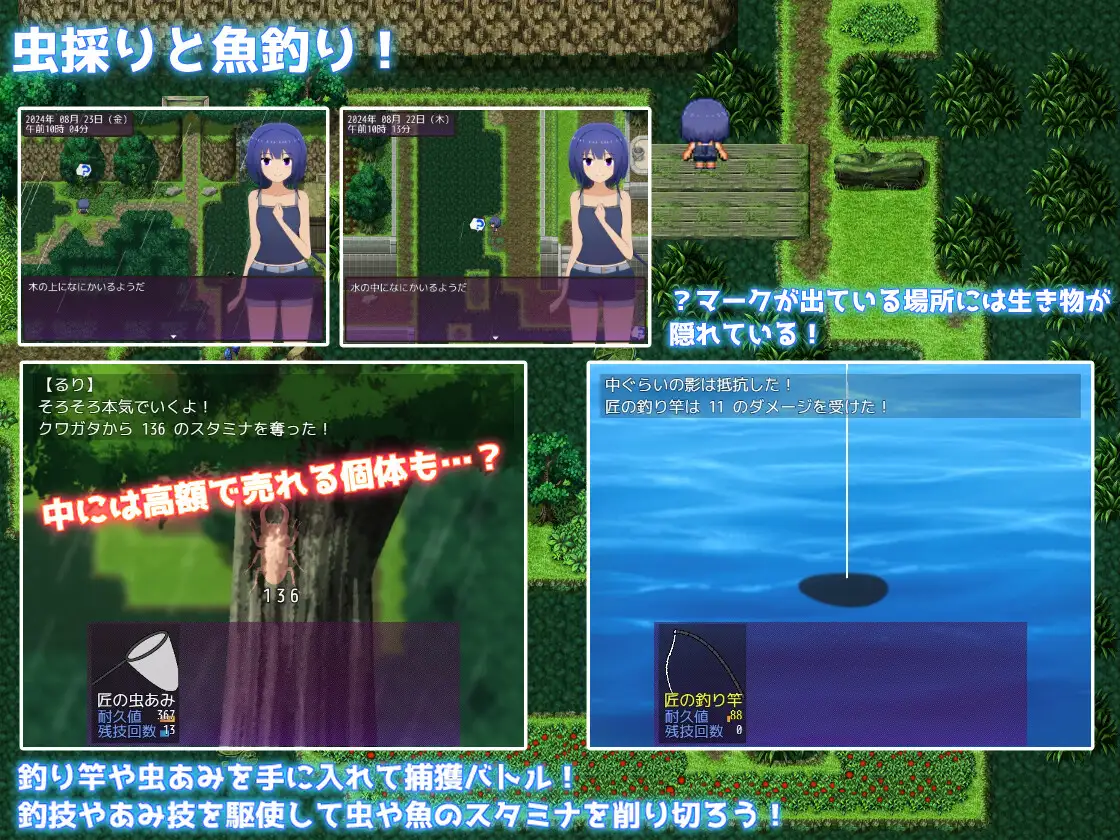 虫採りと魚釣り！
2024年 08月 23日 (金)
午前10時 04分
木の上になにかいるようだ
2024年 08月 22日 (木)
午前10時 13分
水の中になにかいるようだ
？マークが出ている場所には生き物が
隠れている！
【るり】
そろそろ本気でいくよ！
クワガタから 136 のスタミナを奪った！
中には高額で売れる個体も…？
136
匠の虫あみ
耐久値 367
残技回数 13
中ぐらいの影は抵抗した！
匠の釣り竿は 11 のダメージを受けた！
匠の釣り竿
耐久値 88
残技回数 0
釣り竿や虫あみを手に入れて捕獲バトル！
釣技やあみ技を駆使して虫や魚のスタミナを削り切ろう！